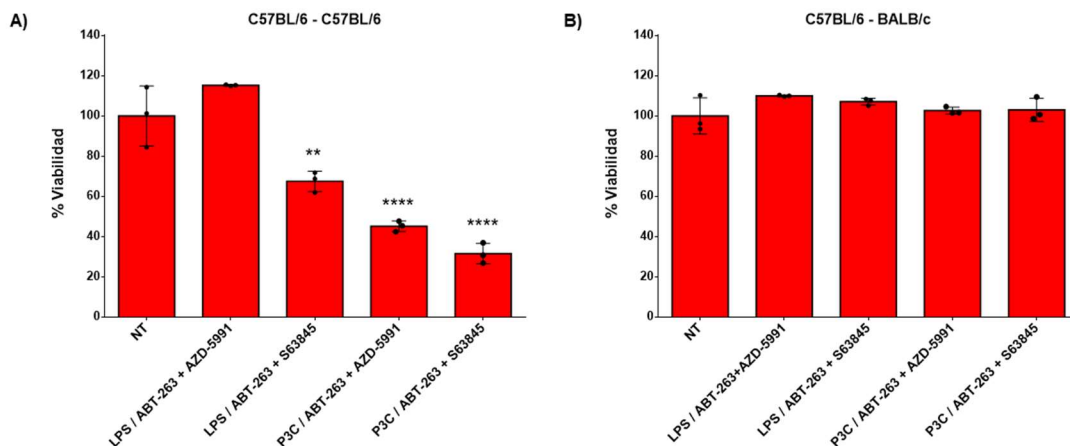 A)
C57BL/6 - C57BL/6
% Viabilidad
140
120
100
80
60
40
20
0
**
****
****
NT
LPS / ABT-263 + AZD-5991
LPS / ABT-263 + S63845
P3C / ABT-263 + AZD-5991
P3C / ABT-263 + S63845
B)
C57BL/6 - BALB/c
% Viabilidad
140
120
100
80
60
40
20
0
NT
LPS / ABT-263+AZD-5991
LPS / ABT-263 + S63845
P3C / ABT-263 + AZD-5991
P3C / ABT-263 + S63845